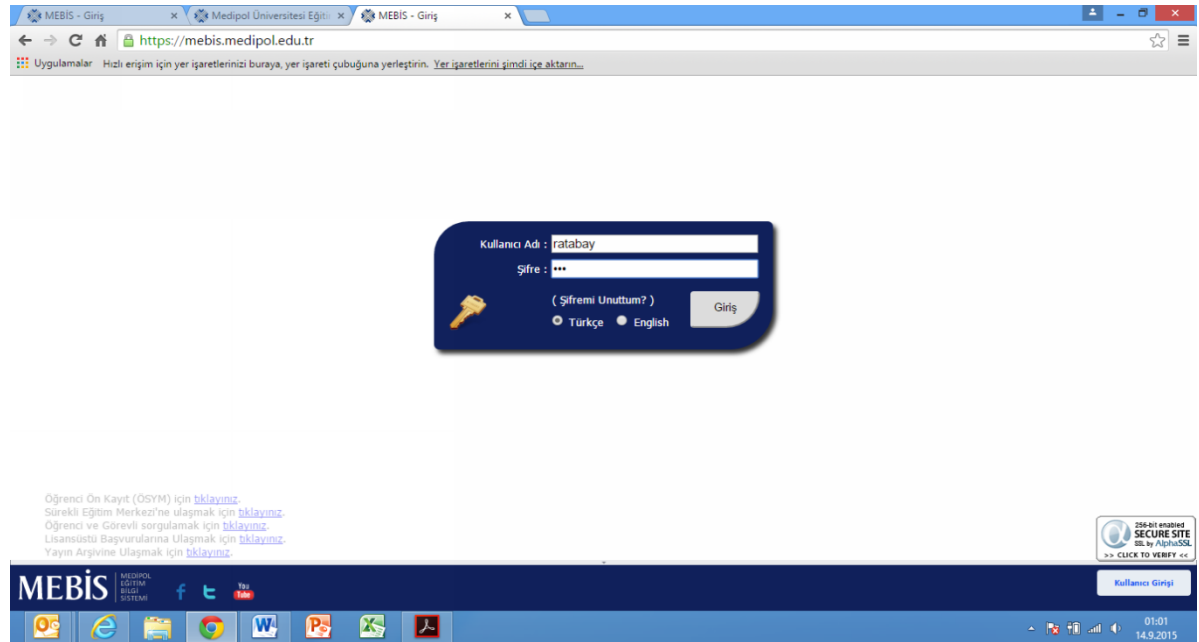 MEBİS - Giriş
Medipol Üniversitesi Eğiti
MEBİS - Giriş
https://mebis.medipol.edu.tr
Uygulamalar Hızlı erişim için yer işaretlerinizi buraya, yer işareti çubuğuna yerleştirin. Yer işaretlerini şimdi içe aktarın...
Kullanıcı Adı : ratabay
Şifre : •••
( Şifremi Unuttum? )
Türkçe English
Giriş
Öğrenci Ön Kayıt (ÖSYM) için tıklayınız.
Sürekli Eğitim Merkezi'ne ulaşmak için tıklayınız.
Öğrenci ve Görevli sorgulamak için tıklayınız.
Lisansüstü Başvurularına Ulaşmak için tıklayınız.
Yayın Arşivine Ulaşmak için tıklayınız.
256-bit enabled
SECURE SITE
SSL by AlphaSSL
>> CLICK TO VERIFY <<
MEBİS
MEDİPOL
EĞİTİM
BİLGİ
SİSTEMİ
You
Tube
Kullanıcı Girişi
01:01
14.9.2015